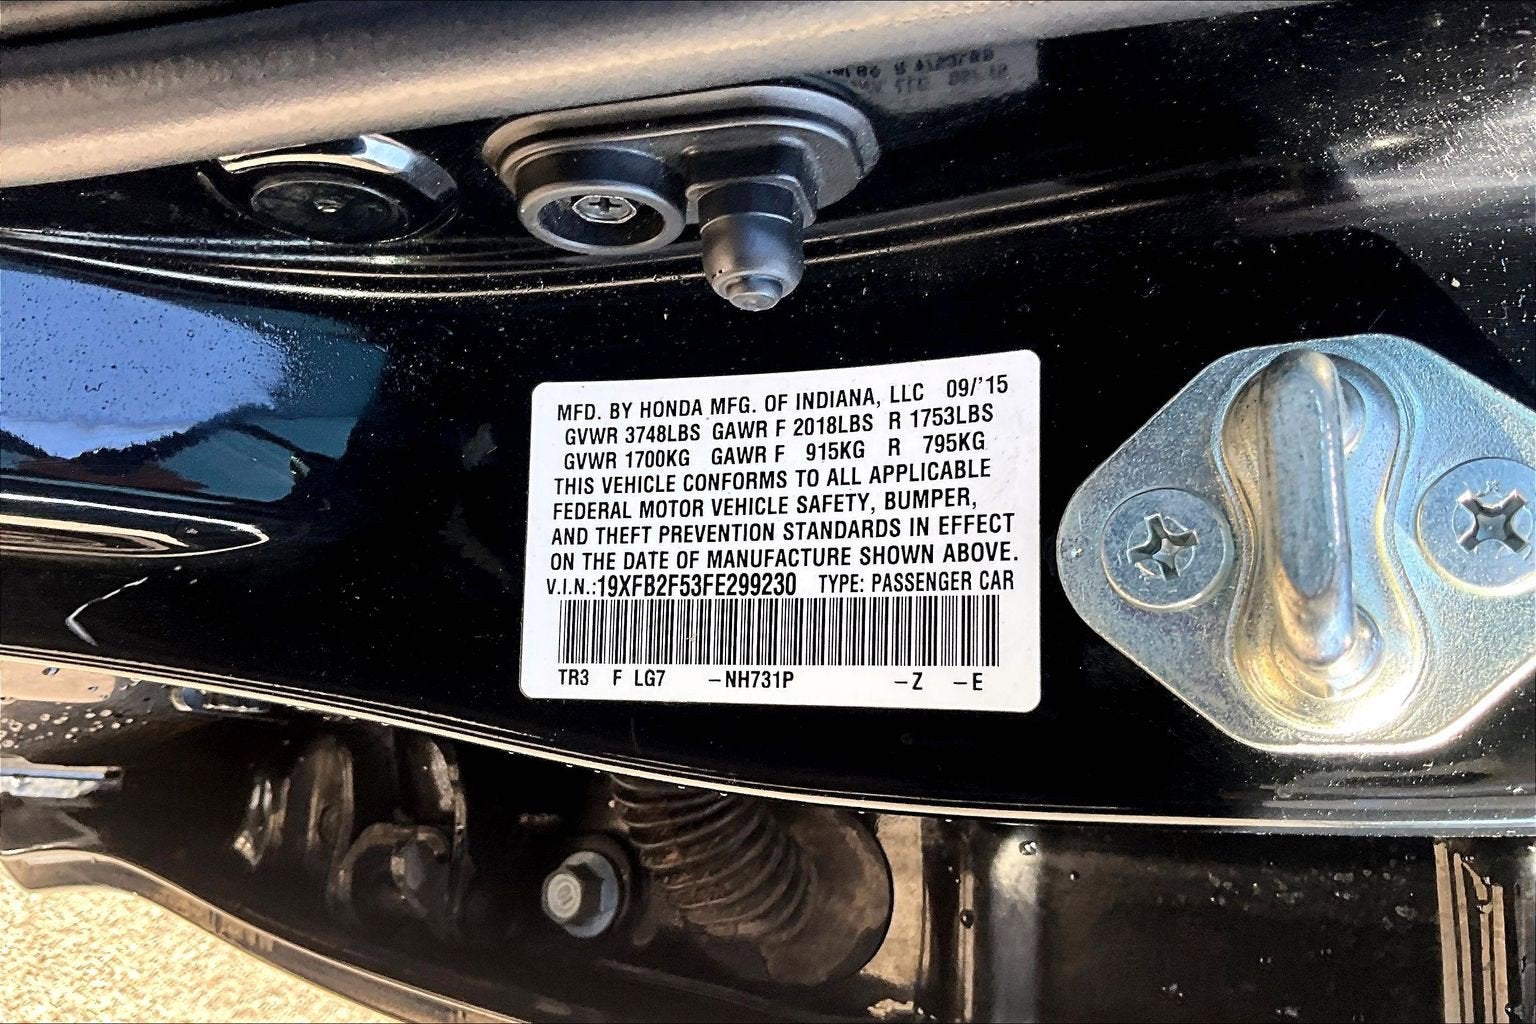 MFD. BY HONDA MFG. OF INDIANA, LLC 09/'15
GVWR 3748LBS GAWR F 2018LBS R 1753LBS
GVWR 1700KG GAWR F 915KG R 795KG
THIS VEHICLE CONFORMS TO ALL APPLICABLE
FEDERAL MOTOR VEHICLE SAFETY, BUMPER,
AND THEFT PREVENTION STANDARDS IN EFFECT
ON THE DATE OF MANUFACTURE SHOWN ABOVE.
V.I.N.:19XFB2F53FE299230 TYPE: PASSENGER CAR
TR3 F LG7 –NH731P –Z –E